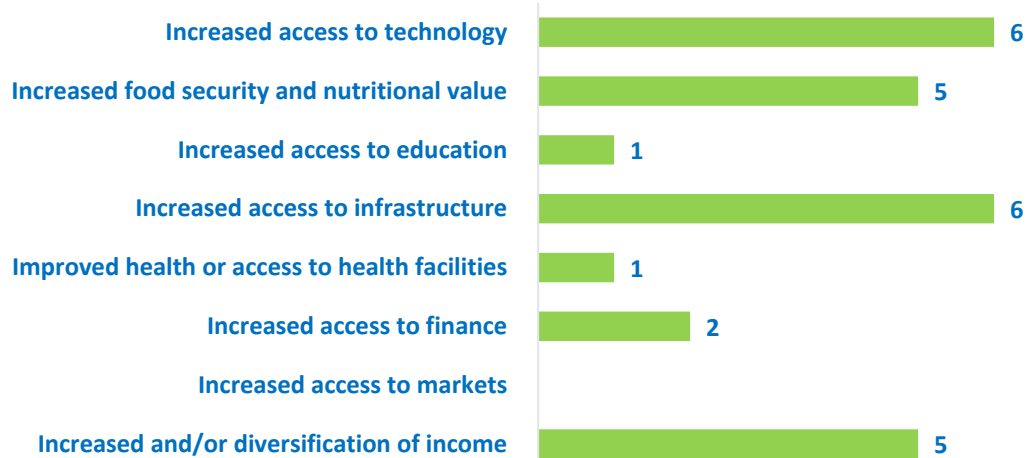 Increased access to technology 6
Increased food security and nutritional value 5
Increased access to education 1
Increased access to infrastructure 6
Improved health or access to health facilities 1
Increased access to finance 2
Increased access to markets
Increased and/or diversification of income 5